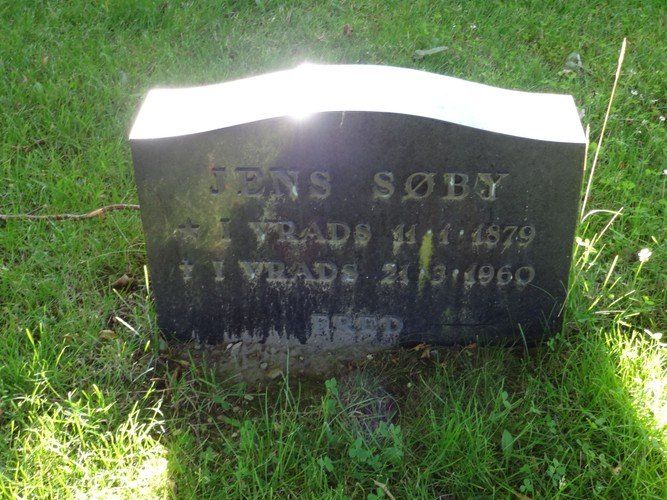 JENS SØBY
★ I VRADS 11·1·1879
✝ I VRADS 21·3·1960
FRED